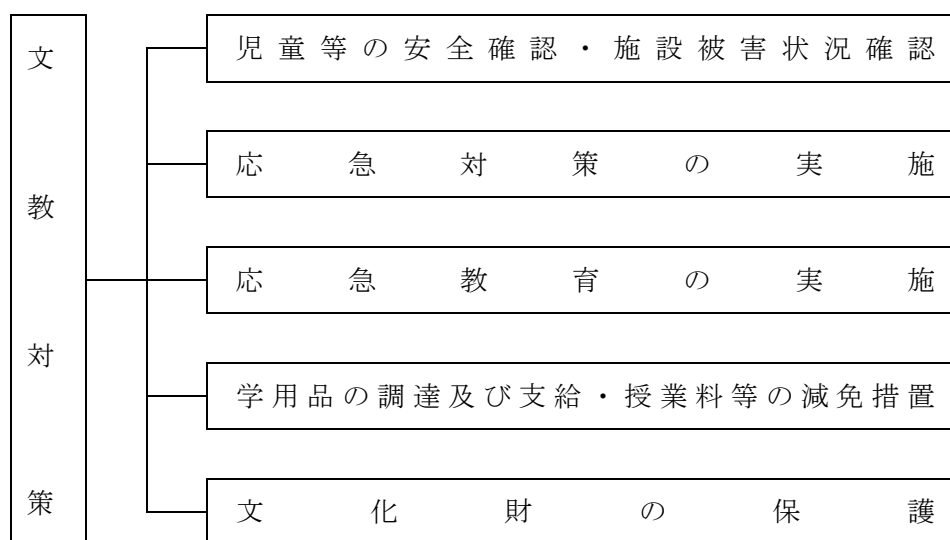 文教対策
児童等の安全確認・施設被害状況確認
応急対策の実施
応急教育の実施
学用品の調達及び支給・授業料等の減免措置
文化財の保護